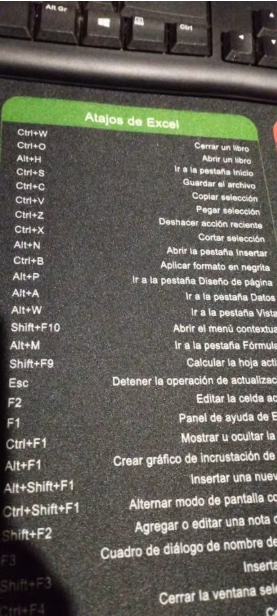 Alt Gr
Ctrl
Atajos de Excel
Ctrl+W Cerrar un libro
Ctrl+O Abrir un libro
Alt+H Ir a la pestaña Inicio
Ctrl+S Guardar el archivo
Ctrl+C Copiar selección
Ctrl+V Pegar selección
Ctrl+Z Deshacer acción reciente
Ctrl+X Cortar selección
Alt+N Abrir la pestaña Insertar
Ctrl+B Aplicar formato en negrita
Alt+P Ir a la pestaña Diseño de página
Alt+A Ir a la pestaña Datos
Alt+W Ir a la pestaña Vista
Shift+F10 Abrir el menú contextua
Alt+M Ir a la pestaña Fórmula
Shift+F9 Calcular la hoja acti
Esc Detener la operación de actualizac
F2 Editar la celda ac
F1 Panel de ayuda de E
Ctrl+F1 Mostrar u ocultar la
Alt+F1 Crear gráfico de incrustación de
Alt+Shift+F1 Insertar una nuev
Ctrl+Shift+F1 Alternar modo de pantalla co
Shift+F2 Agregar o editar una nota d
F3 Cuadro de diálogo de nombre de
Shift+F3 Inserta
Ctrl+F4 Cerrar la ventana sel